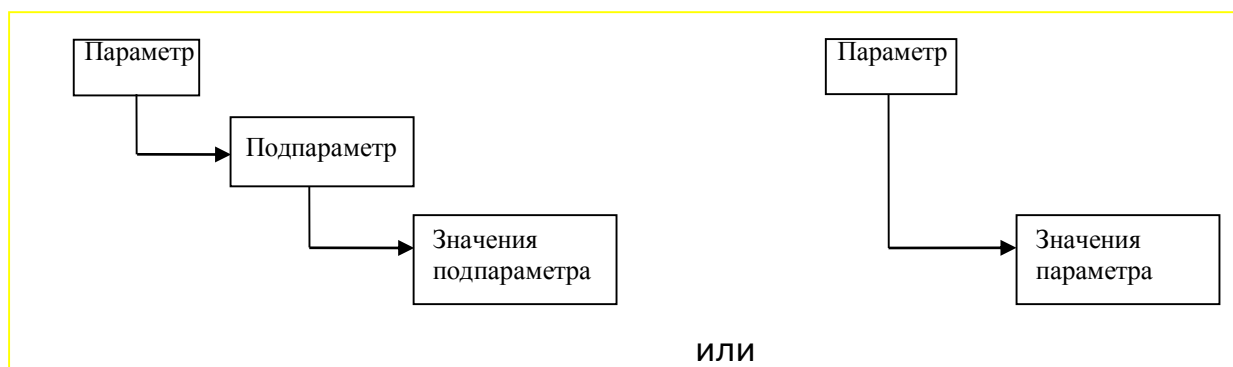 Параметр
Подпараметр
Значения
подпараметра
Параметр
Значения
параметра
или